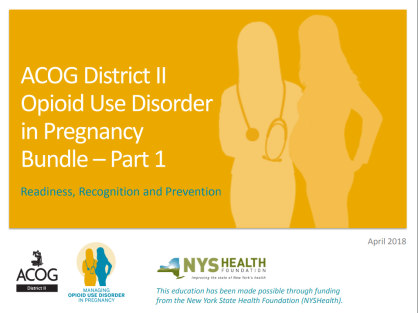 ACOG District II
Opioid Use Disorder
in Pregnancy
Bundle – Part 1
Readiness, Recognition and Prevention
April 2018
ACOG
District II
MANAGING
OPIOID USE DISORDER
IN PREGNANCY
NYSHEALTH
FOUNDATION
Improving the state of New York's health
This education has been made possible through funding
from the New York State Health Foundation (NYSHealth).